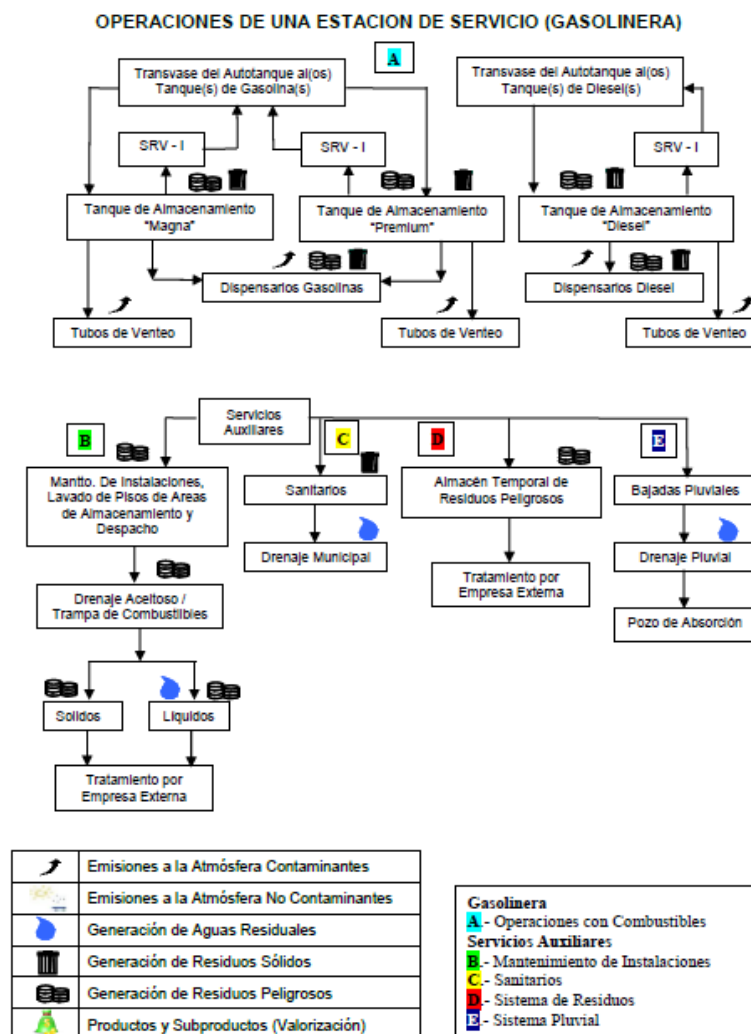 OPERACIONES DE UNA ESTACION DE SERVICIO (GASOLINERA)
A
Transvase del Autotanque al(os)
Tanque(s) de Gasolina(s)
Transvase del Autotanque al(os)
Tanque(s) de Diesel(s)
SRV - I
SRV - I
SRV - I
Tanque de Almacenamiento
“Magna”
Tanque de Almacenamiento
“Premium”
Tanque de Almacenamiento
“Diesel”
Dispensarios Gasolinas
Dispensarios Diesel
Tubos de Venteo
Tubos de Venteo
Tubos de Venteo
Servicios
Auxiliares
B
C
D
E
Mantto. De Instalaciones,
Lavado de Pisos de Areas
de Almacenamiento y
Despacho
Sanitarios
Almacén Temporal de
Residuos Peligrosos
Bajadas Pluviales
Drenaje Municipal
Drenaje Pluvial
Tratamiento por
Empresa Externa
Drenaje Aceitoso /
Trampa de Combustibles
Pozo de Absorción
Solidos
Líquidos
Tratamiento por
Empresa Externa
Emisiones a la Atmósfera Contaminantes
Emisiones a la Atmósfera No Contaminantes
Generación de Aguas Residuales
Generación de Residuos Sólidos
Generación de Residuos Peligrosos
Productos y Subproductos (Valorización)
Gasolinera
A.- Operaciones con Combustibles
Servicios Auxiliares
B.- Mantenimiento de Instalaciones
C.- Sanitarios
D.- Sistema de Residuos
E.- Sistema Pluvial